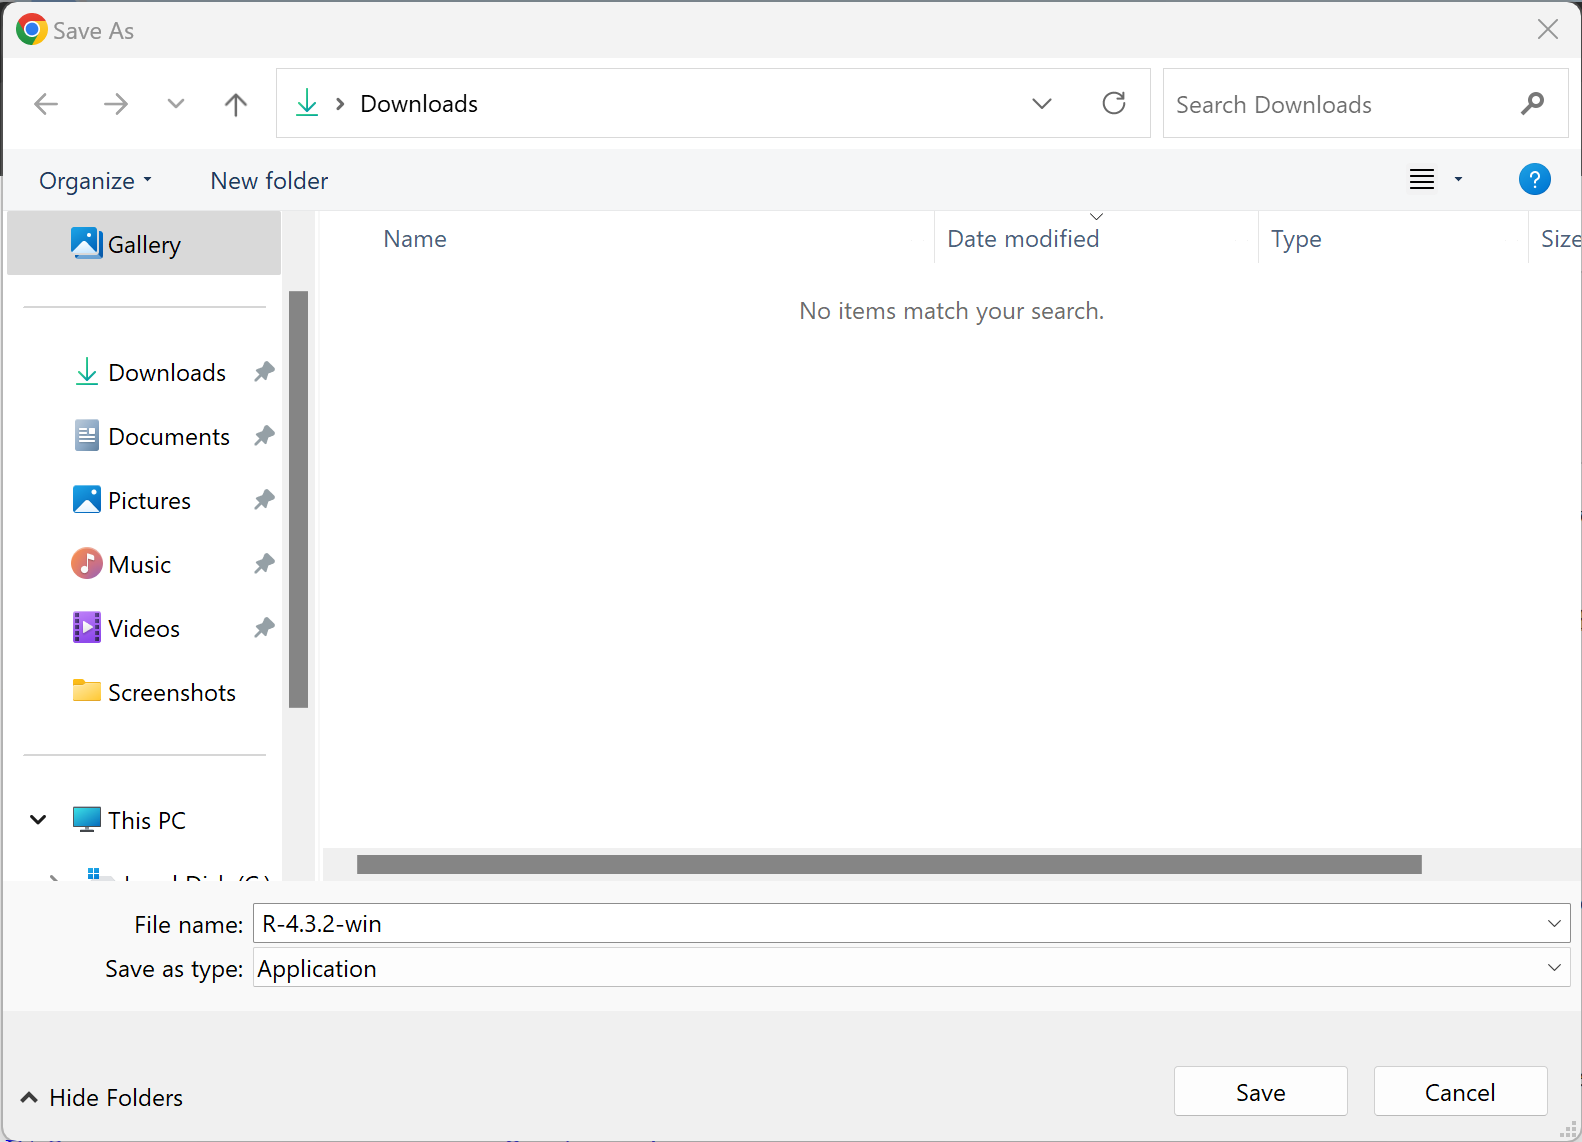 Save As
Downloads
Search Downloads
Organize
New folder
?
Gallery
Name
Date modified
Type
Size
No items match your search.
Downloads
Documents
Pictures
Music
Videos
Screenshots
This PC
File name:
R-4.3.2-win
Save as type:
Application
Hide Folders
Save
Cancel